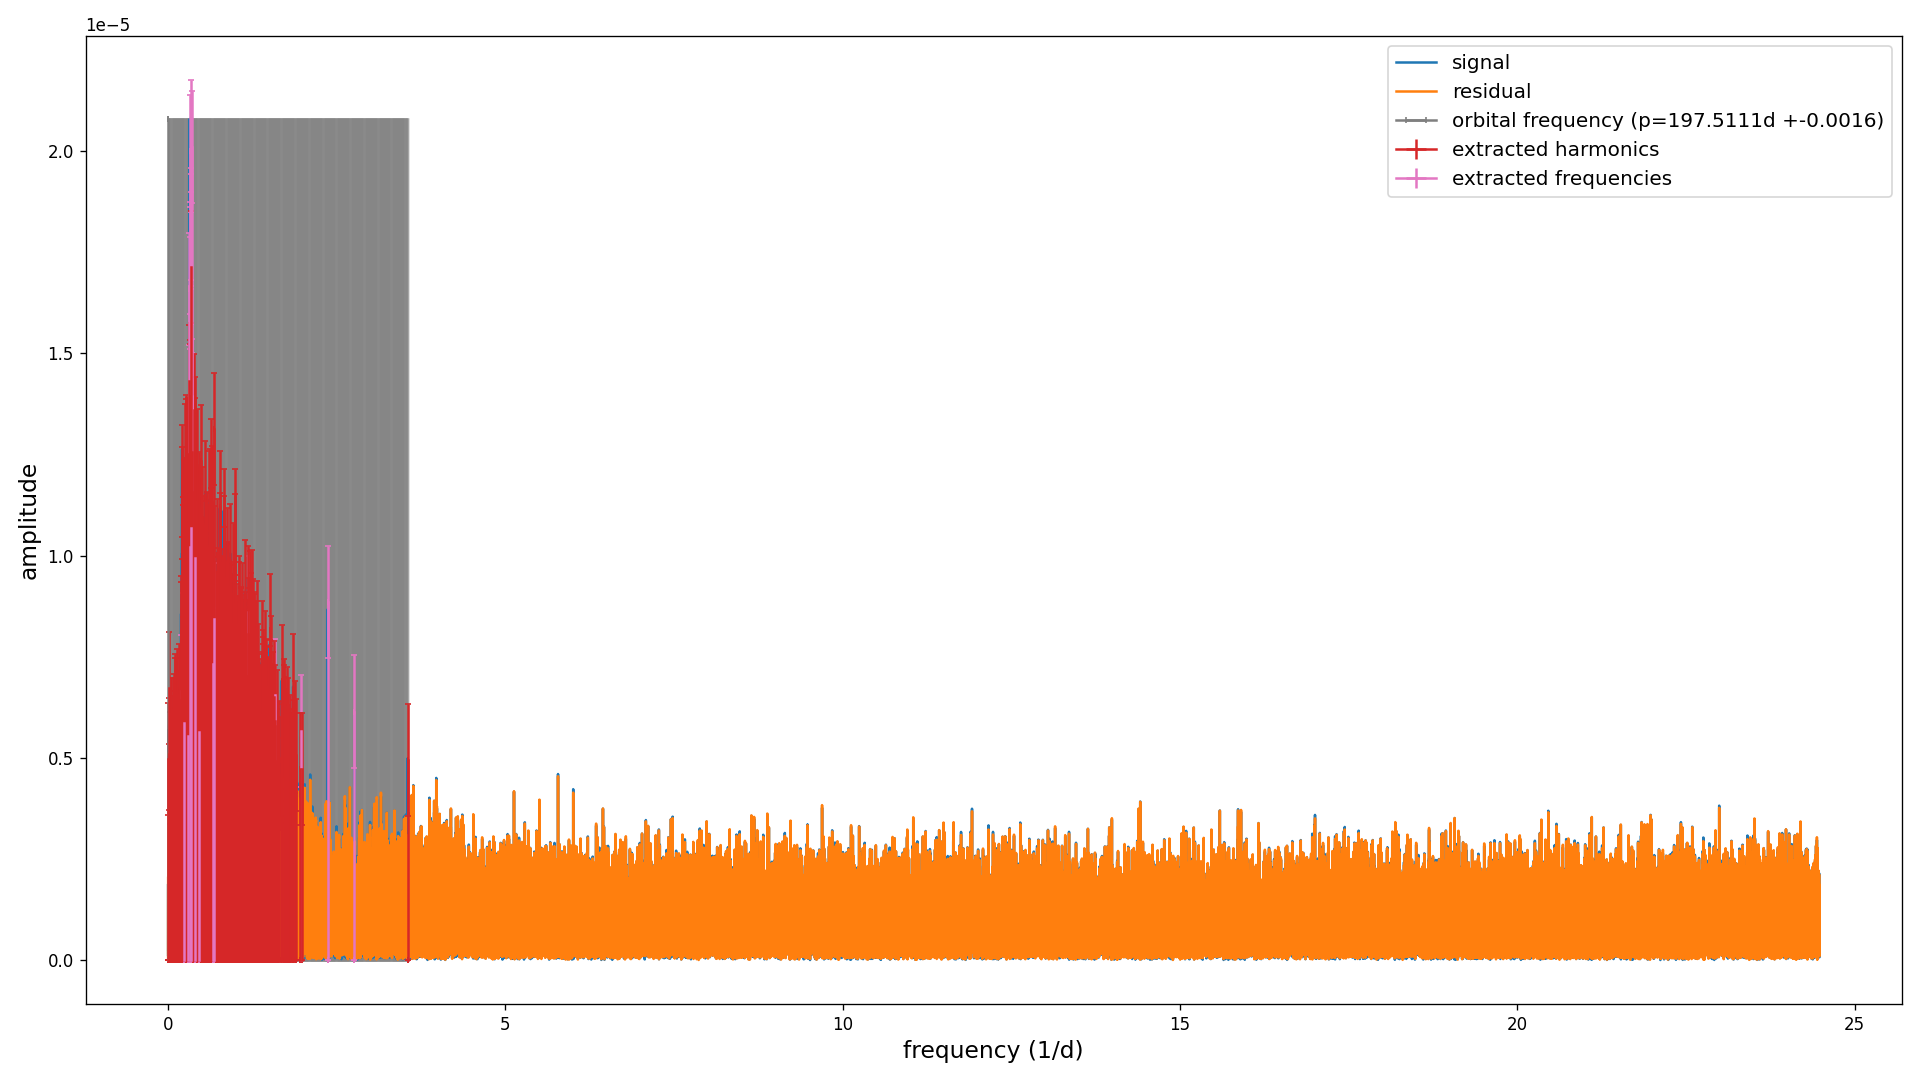 1e−5
signal
residual
orbital frequency (p=197.5111d +-0.0016)
extracted harmonics
extracted frequencies
2.0
1.5
1.0
0.5
0.0
amplitude
0 5 10 15 20 25
frequency (1/d)